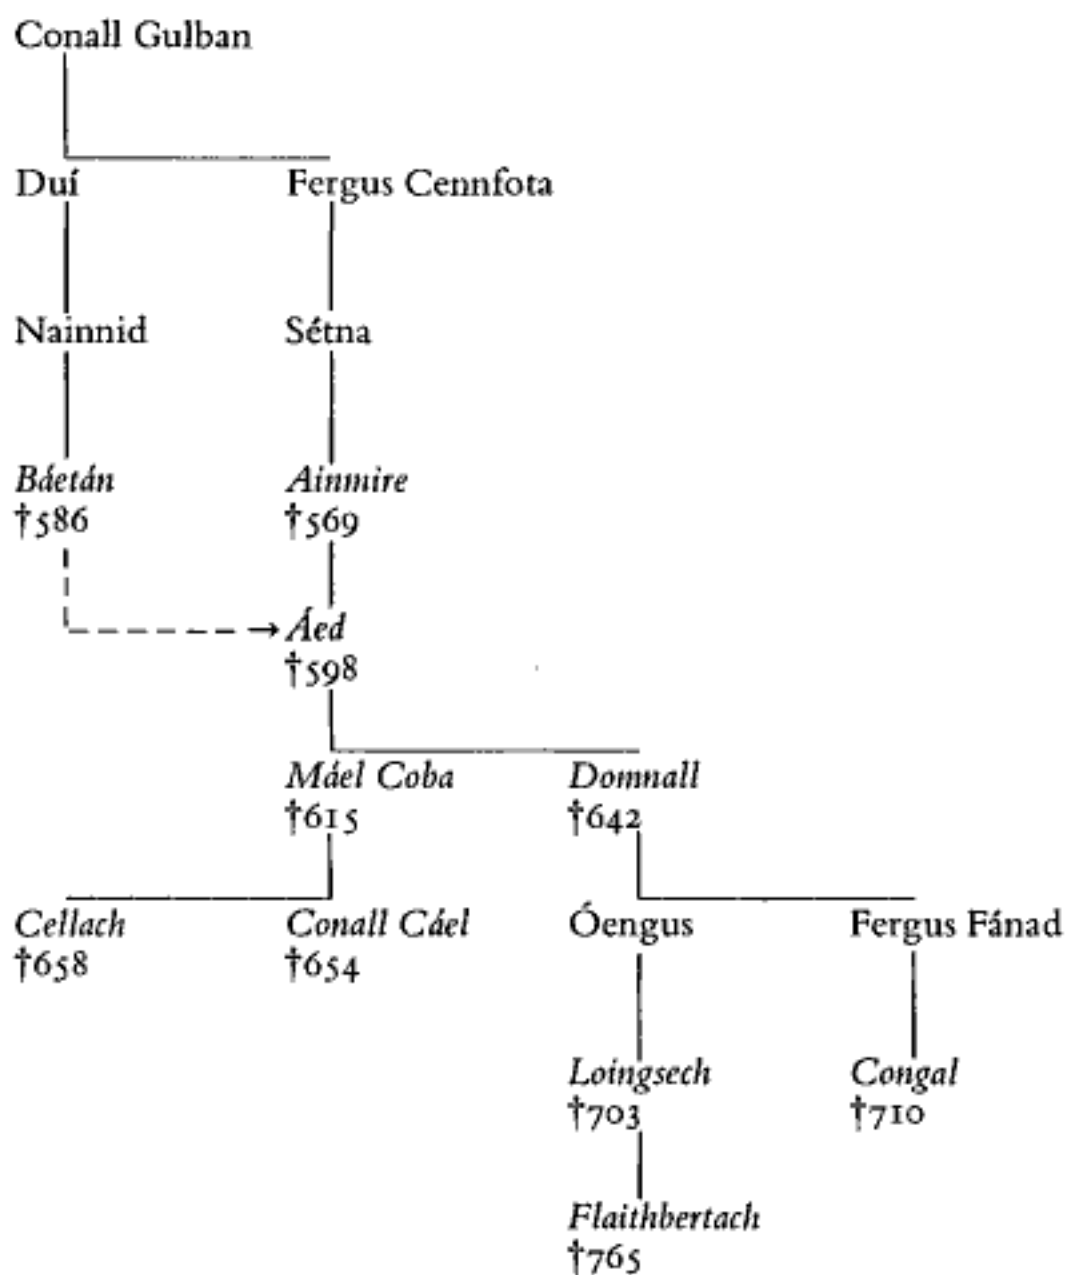 Conall Gulban
Duí Fergus Cennfota
Nainnid Sétna
Báetán Ainmire
†586 †569
Áed
†598
Máel Coba Domnall
†615 †642
Cellach Conall Cáel Óengus Fergus Fánad
†658 †654
Loingsech Congal
†703 †710
Flaithbertach
†765